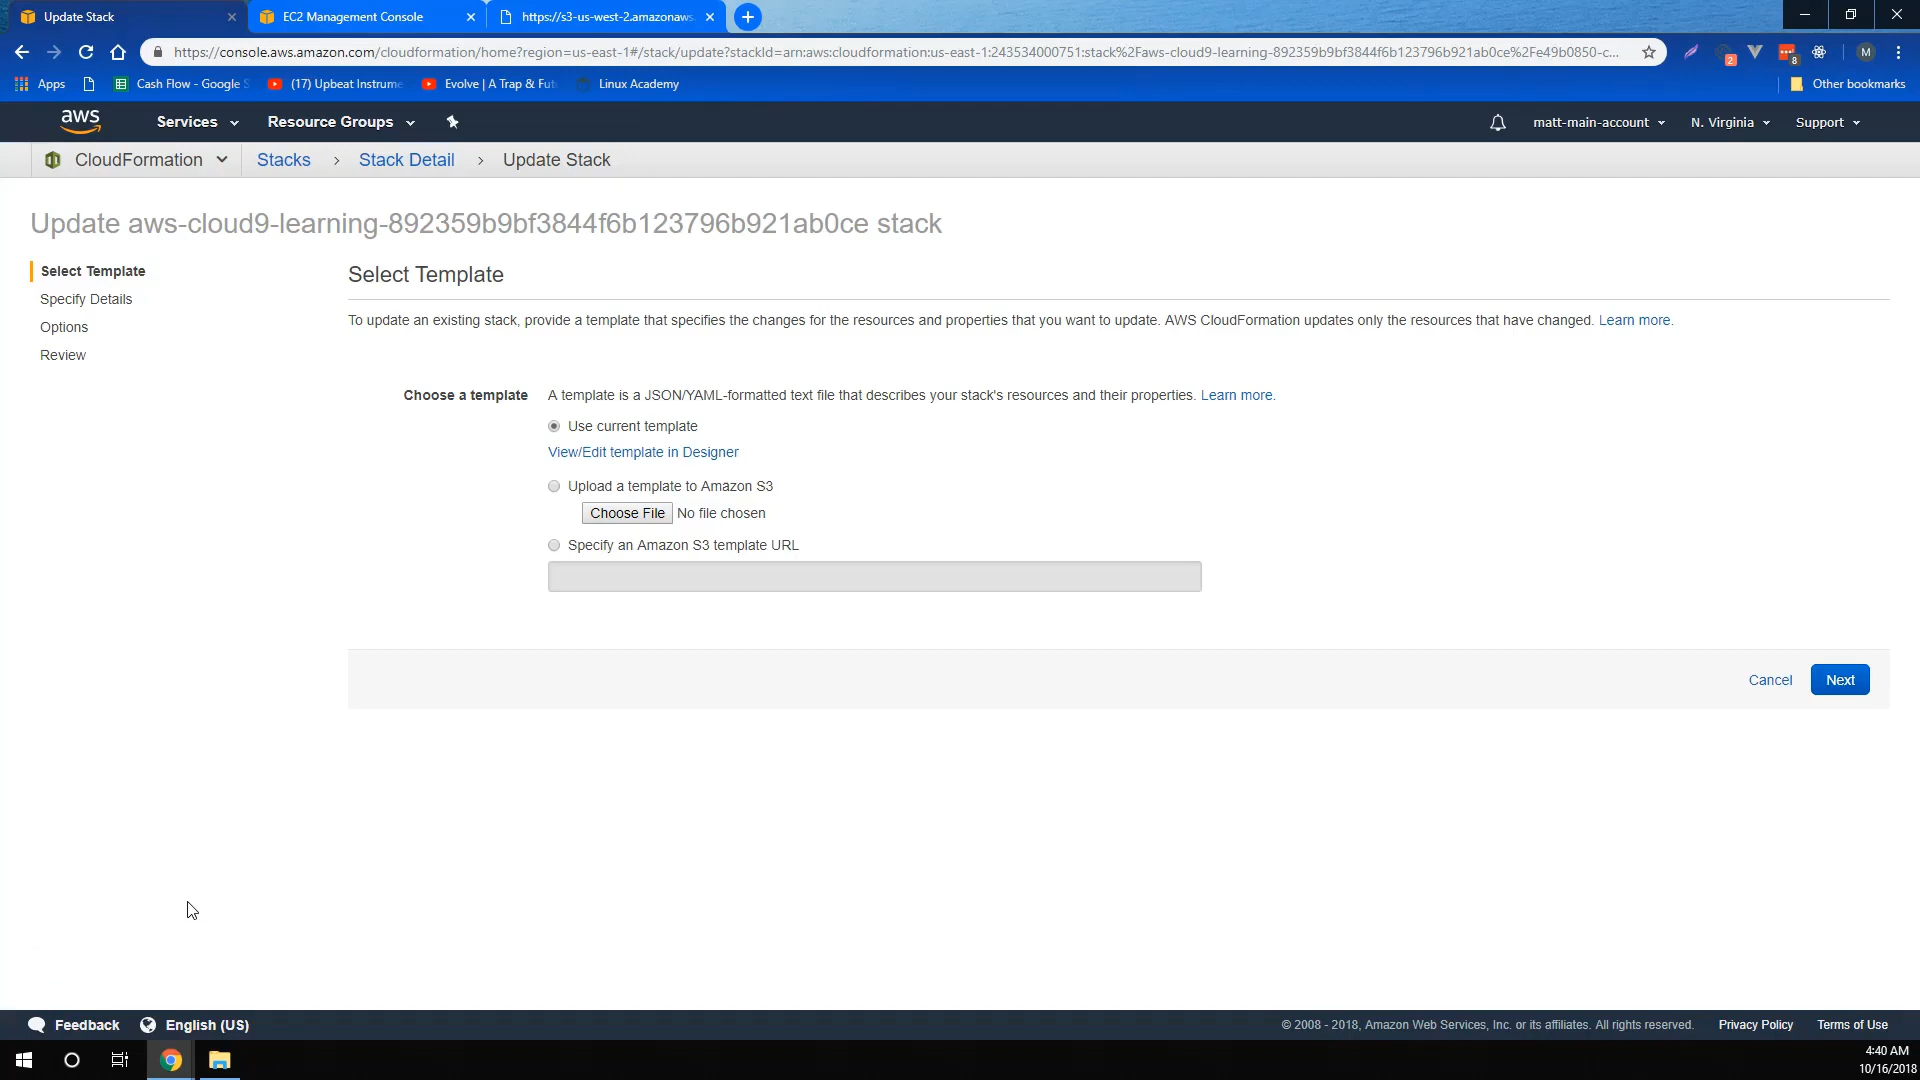 Update Stack
EC2 Management Console
https://s3-us-west-2.amazonaws.
https://console.aws.amazon.com/cloudformation/home?region=us-east-1#/stack/update?stackId=arn:aws:cloudformation:us-east-1:243534000751:stack%2Faws-cloud9-learning-892359b9bf3844f6b123796b921ab0ce%2Fe49b0850-c...
2
8
M
Apps
Cash Flow - Google S
(17) Upbeat Instrume
Evolve | A Trap & Futu
Linux Academy
Other bookmarks
aws
Services
Resource Groups
matt-main-account
N. Virginia
Support
CloudFormation
Stacks
Stack Detail
Update Stack
Update aws-cloud9-learning-892359b9bf3844f6b123796b921ab0ce stack
Select Template
Specify Details
Options
Review
Select Template
To update an existing stack, provide a template that specifies the changes for the resources and properties that you want to update. AWS CloudFormation updates only the resources that have changed. Learn more.
Choose a template
A template is a JSON/YAML-formatted text file that describes your stack's resources and their properties. Learn more.
Use current template
View/Edit template in Designer
Upload a template to Amazon S3
Choose File No file chosen
Specify an Amazon S3 template URL
Cancel
Next
Feedback
English (US)
© 2008 - 2018, Amazon Web Services, Inc. or its affiliates. All rights reserved.
Privacy Policy
Terms of Use
4:40 AM
10/16/2018